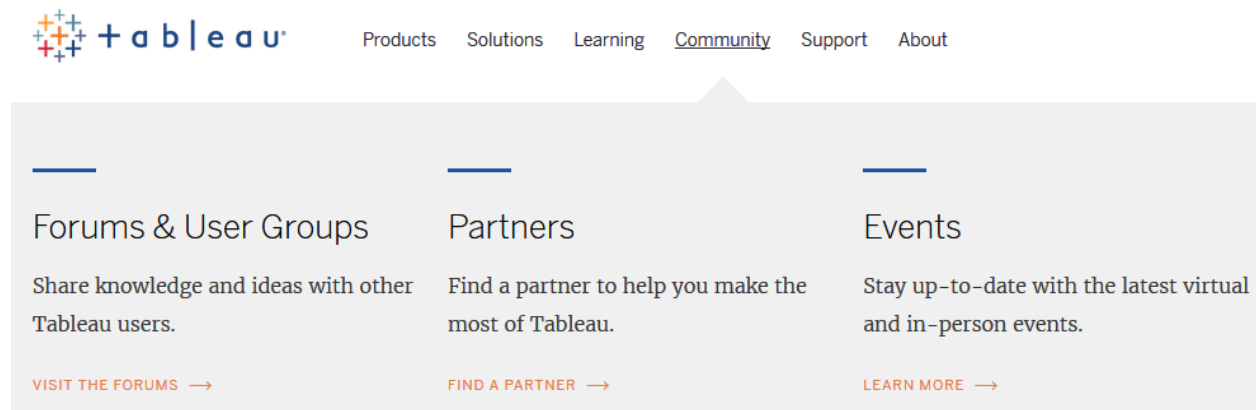 + a b | e a u
Products Solutions Learning Community Support About
Forums & User Groups
Share knowledge and ideas with other
Tableau users.
VISIT THE FORUMS →
Partners
Find a partner to help you make the
most of Tableau.
FIND A PARTNER →
Events
Stay up-to-date with the latest virtual
and in-person events.
LEARN MORE →